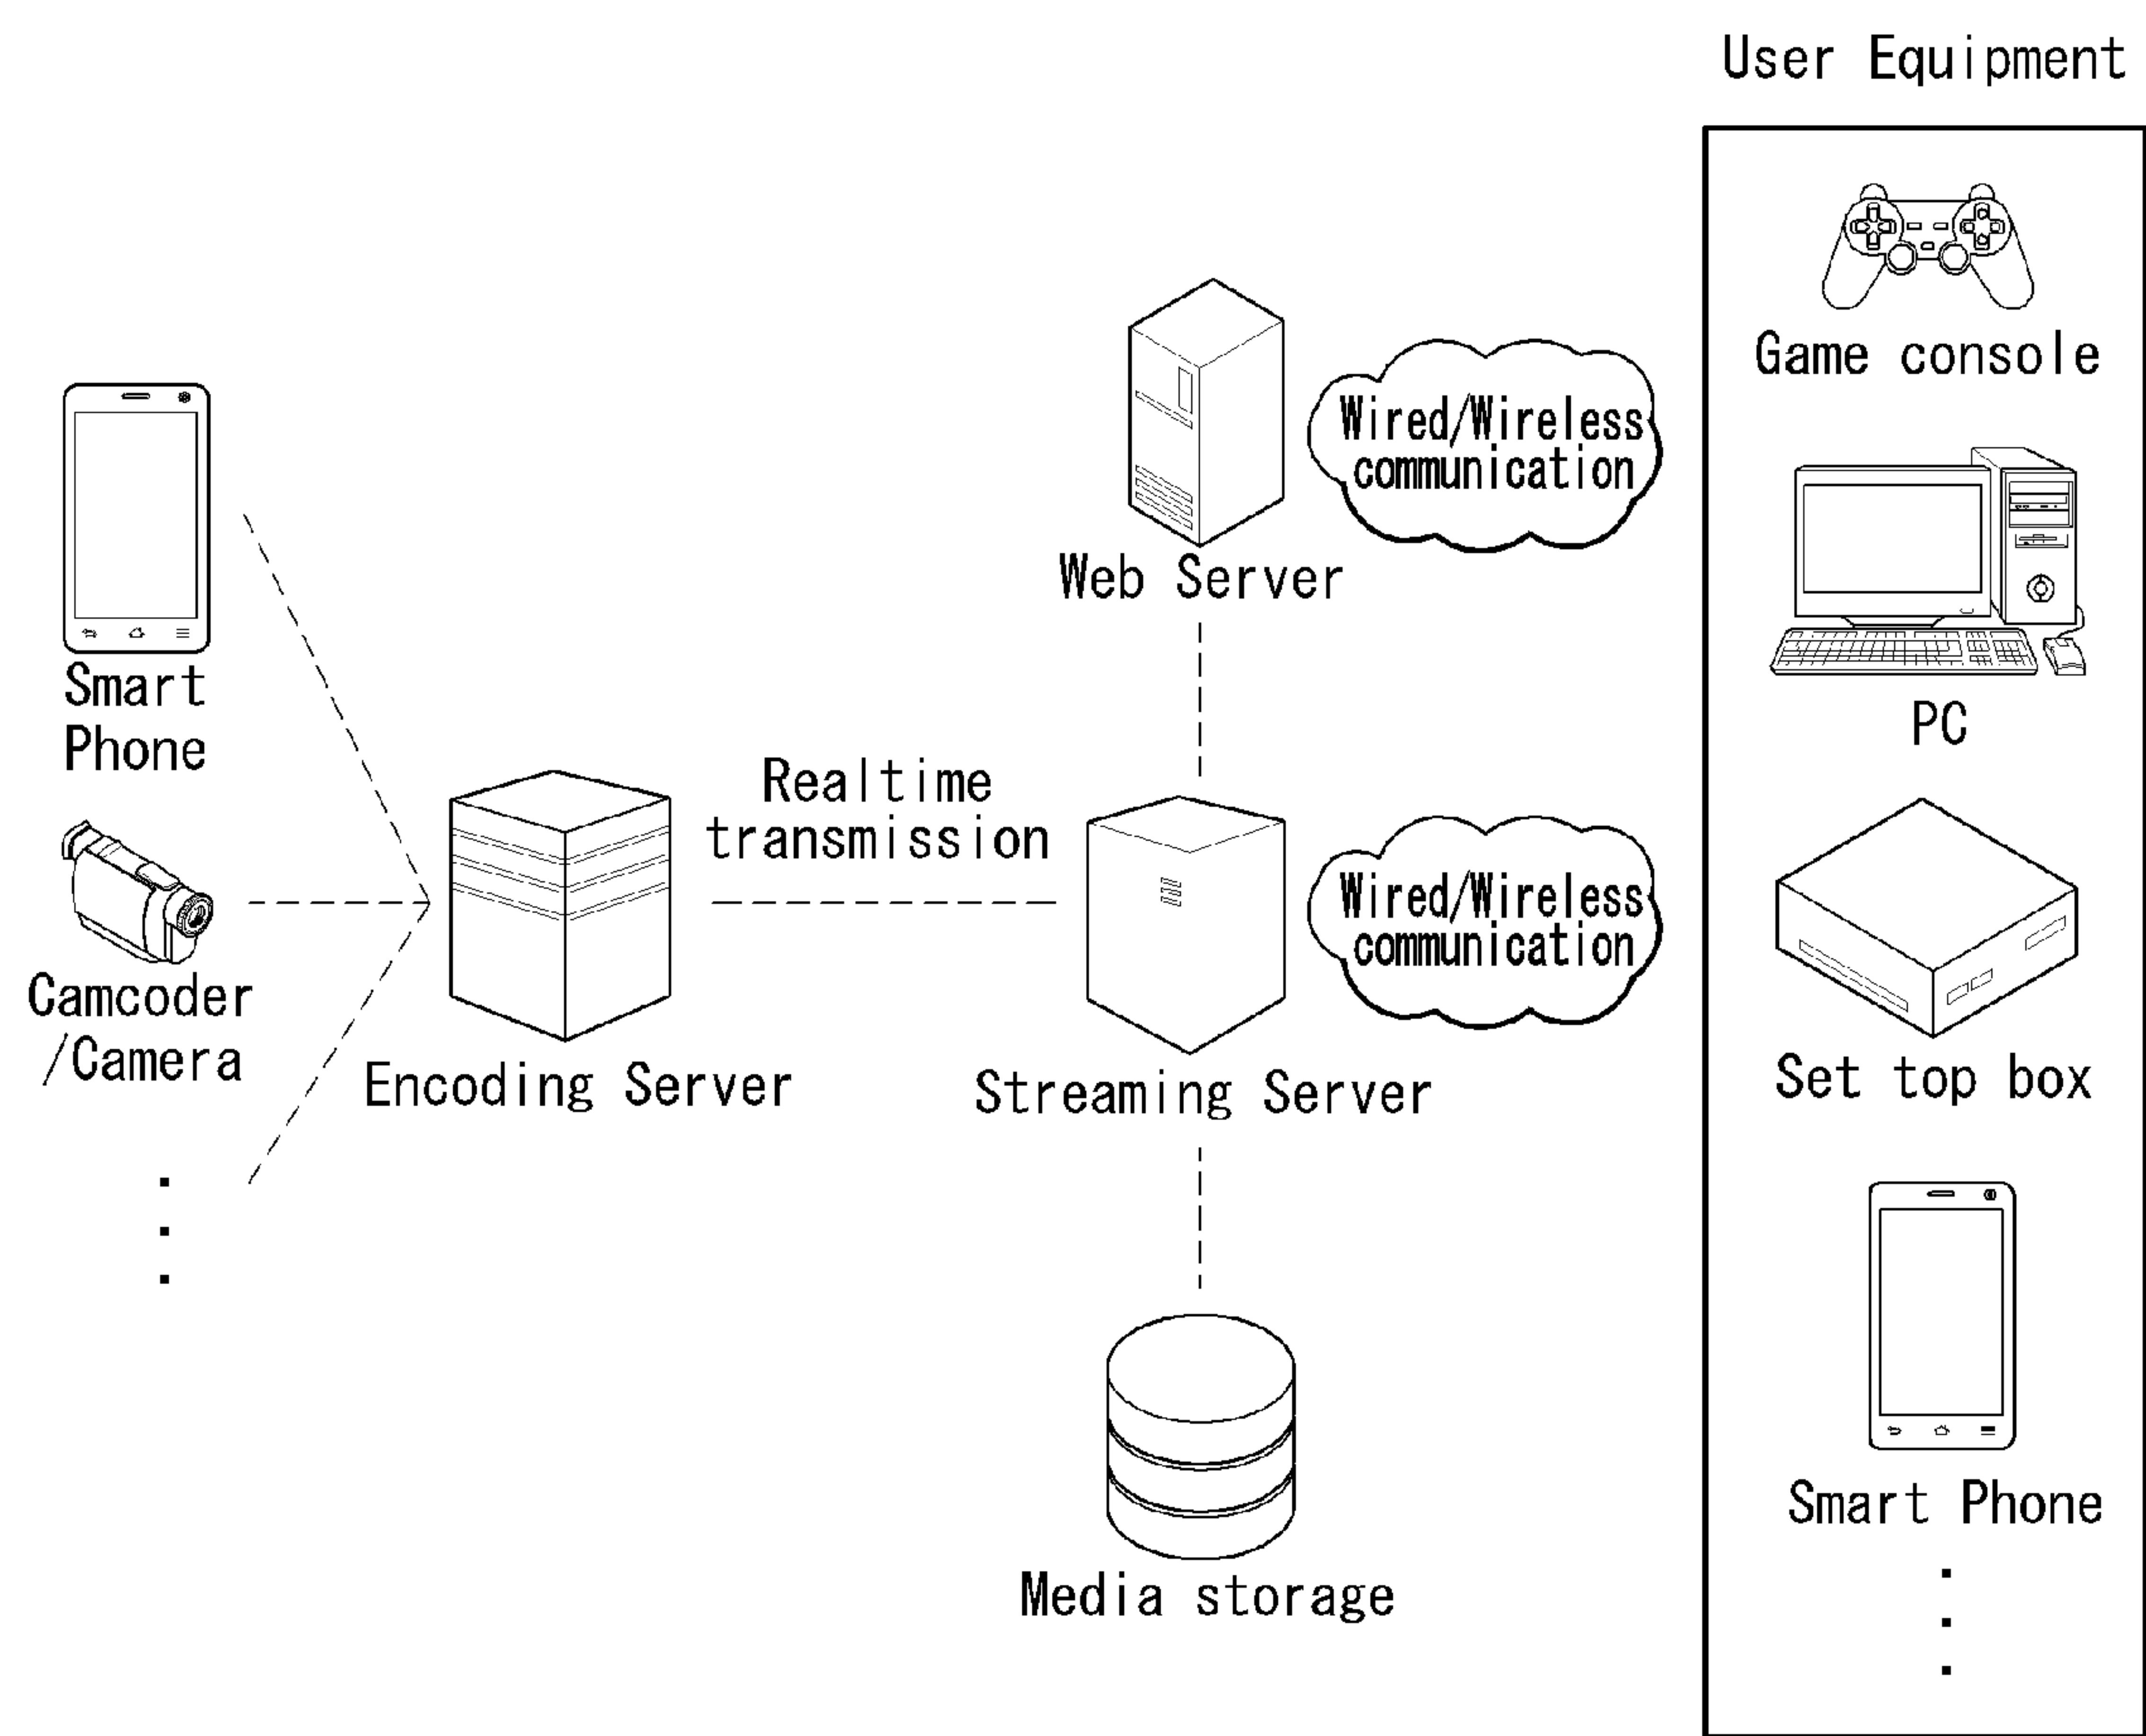 User Equipment
Game console
Wired/Wireless
communication
Web Server
Smart
Phone
PC
Realtime
transmission
Wired/Wireless
communication
Camcoder
/Camera
Encoding Server
Streaming Server
Set top box
Smart Phone
Media storage